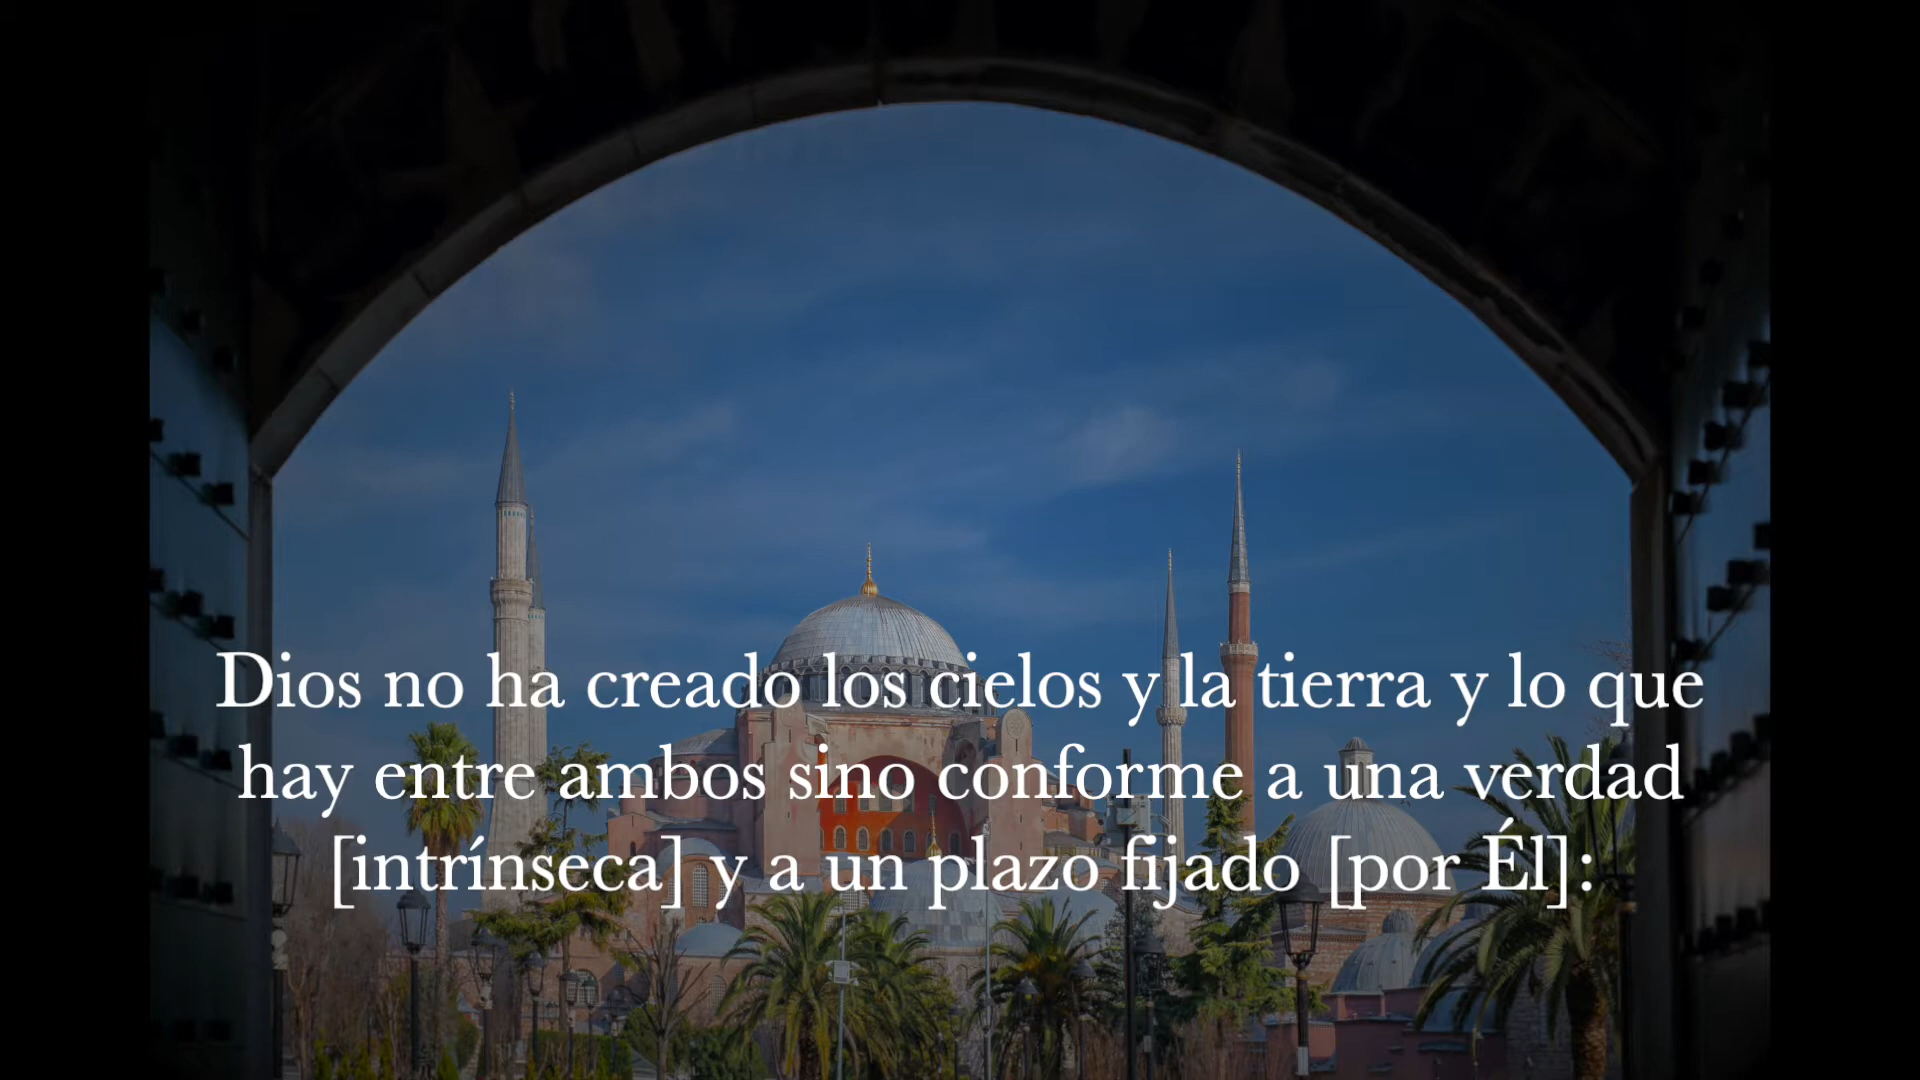 Dios no ha creado los cielos y la tierra y lo que
hay entre ambos sino conforme a una verdad
[intrínseca] y a un plazo fijado [por Él]: